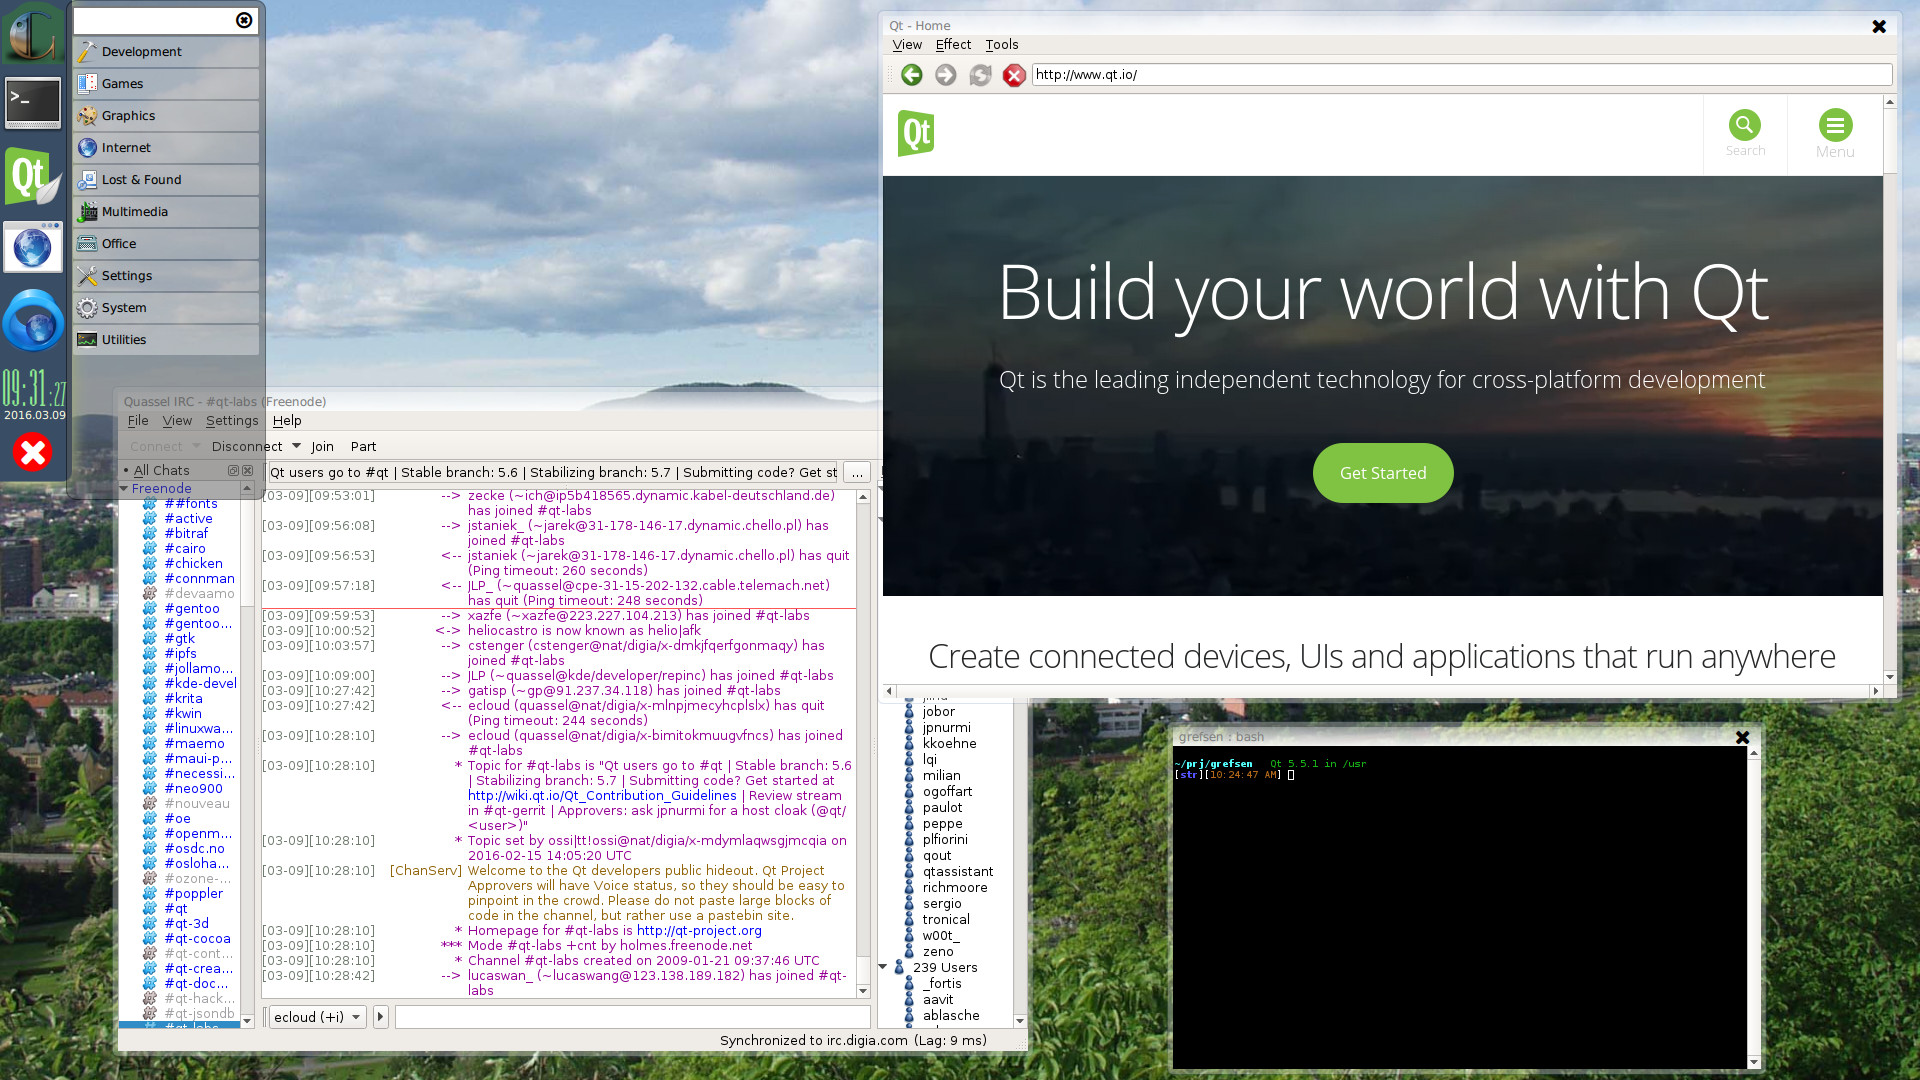 >_
Qt
09:31:27
2016.03.09
Development
Games
Graphics
Internet
Lost & Found
Multimedia
Office
Settings
System
Utilities
Quassel IRC - #qt-labs (Freenode)
File View Settings Help
Connect Disconnect Join Part
• All Chats
Freenode
##fonts
#active
#bitraf
#cairo
#chicken
#connman
#devaamo
#gentoo
#gentoo...
#gtk
#ipfs
#jollamo...
#kde-devel
#krita
#kwin
#linuxwa...
#maemo
#maui-p...
#necessi...
#neo900
#nouveau
#oe
#openm...
#osdc.no
#osloha...
#ozone-...
#poppler
#qt
#qt-3d
#qt-cocoa
#qt-cont...
#qt-crea...
#qt-doc...
#qt-hack...
#qt-jsondb
#qt-labs
Qt users go to #qt | Stable branch: 5.6 | Stabilizing branch: 5.7 | Submitting code? Get st
...
[03-09][09:53:01] --> zecke (~ich@ip5b418565.dynamic.kabel-deutschland.de)
has joined #qt-labs
[03-09][09:56:08] --> jstaniek_ (~jarek@31-178-146-17.dynamic.chello.pl) has
joined #qt-labs
[03-09][09:56:53] <-- jstaniek (~jarek@31-178-146-17.dynamic.chello.pl) has quit
(Ping timeout: 260 seconds)
[03-09][09:57:18] <-- JLP_ (~quassel@cpe-31-15-202-132.cable.telemach.net)
has quit (Ping timeout: 248 seconds)
[03-09][09:59:53] --> xazfe (~xazfe@223.227.104.213) has joined #qt-labs
[03-09][10:00:52] <-> heliocastro is now known as helio|afk
[03-09][10:03:57] --> cstenger (cstenger@nat/digia/x-dmkjfqerfgonmaqy) has
joined #qt-labs
[03-09][10:09:00] --> JLP (~quassel@kde/developer/repinc) has joined #qt-labs
[03-09][10:27:42] --> gatisp (~gp@91.237.34.118) has joined #qt-labs
[03-09][10:27:42] <-- ecloud (quassel@nat/digia/x-mlnpjmecyhcplslx) has quit
(Ping timeout: 244 seconds)
[03-09][10:28:10] --> ecloud (quassel@nat/digia/x-bimitokmuugvfncs) has joined
#qt-labs
[03-09][10:28:10] * Topic for #qt-labs is "Qt users go to #qt | Stable branch: 5.6
| Stabilizing branch: 5.7 | Submitting code? Get started at
http://wiki.qt.io/Qt_Contribution_Guidelines | Review stream
in #qt-gerrit | Approvers: ask jpnurmi for a host cloak (@qt/
<user>)"
[03-09][10:28:10] * Topic set by ossi|tt!ossi@nat/digia/x-mdymlaqwsgjmcqia on
2016-02-15 14:05:20 UTC
[03-09][10:28:10] [ChanServ] Welcome to the Qt developers public hideout. Qt Project
Approvers will have Voice status, so they should be easy to
pinpoint in the crowd. Please do not paste large blocks of
code in the channel, but rather use a pastebin site.
[03-09][10:28:10] * Homepage for #qt-labs is http://qt-project.org
[03-09][10:28:10] *** Mode #qt-labs +cnt by holmes.freenode.net
[03-09][10:28:10] * Channel #qt-labs created on 2009-01-21 09:37:46 UTC
[03-09][10:28:42] --> lucaswan_ (~lucaswang@123.138.189.182) has joined #qt-
labs
ecloud (+i)
Synchronized to irc.digia.com (Lag: 9 ms)
jobor
jpnurmi
kkoehne
lqi
milian
ogoffart
paulot
peppe
plfiorini
qout
qtassistant
richmoore
sergio
tronical
w00t_
zeno
239 Users
_fortis
aavit
ablasche
Qt - Home
View Effect Tools
http://www.qt.io/
Qt
Search
Menu
Build your world with Qt
Qt is the leading independent technology for cross-platform development
Get Started
Create connected devices, UIs and applications that run anywhere
grefsen : bash
~/prj/grefsen Qt 5.5.1 in /usr
[str][10:24:47 AM]